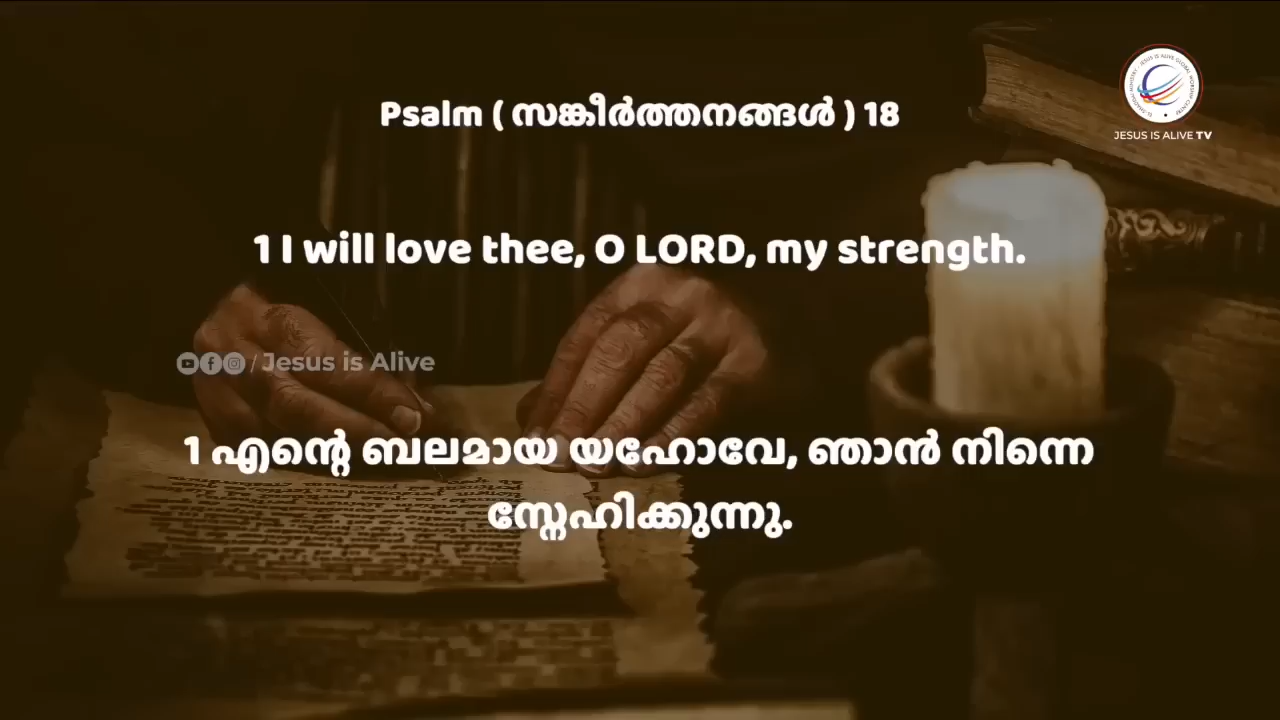 Psalm ( സങ്കീർത്തനങ്ങൾ ) 18
JESUS IS ALIVE TV
1 I will love thee, O LORD, my strength.
/ Jesus is Alive
1 എന്റെ ബലമായ യഹോവേ, ഞാൻ നിന്നെ
സ്നേഹിക്കുന്നു.